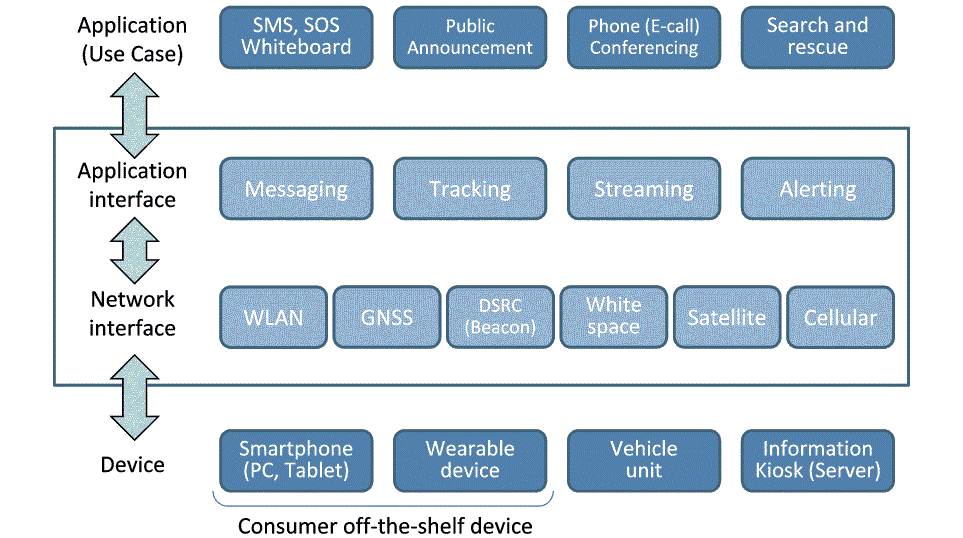 Application
(Use Case)
SMS, SOS
Whiteboard
Public
Announcement
Phone (E-call)
Conferencing
Search and
rescue
Application
interface
Messaging
Tracking
Streaming
Alerting
Network
interface
WLAN
GNSS
DSRC
(Beacon)
White
space
Satellite
Cellular
Device
Smartphone
(PC, Tablet)
Wearable
device
Vehicle
unit
Information
Kiosk (Server)
Consumer off-the-shelf device